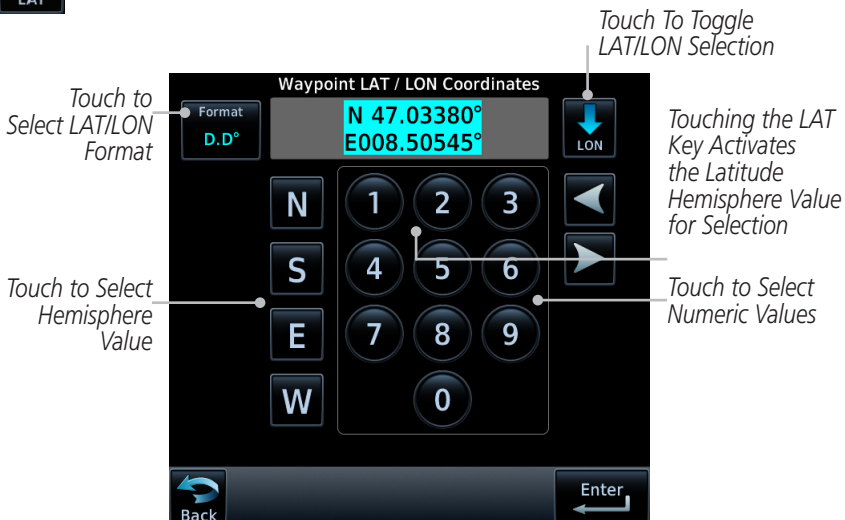 LAT
Touch To Toggle
LAT/LON Selection
Waypoint LAT / LON Coordinates
Touch to
Select LAT/LON
Format
Format
D.D°
N 47.03380°
E008.50545°
LON
Touching the LAT
Key Activates
the Latitude
Hemisphere Value
for Selection
N
1
2
3
S
4
5
6
Touch to Select
Hemisphere
Value
Touch to Select
Numeric Values
E
7
8
9
W
0
Back
Enter